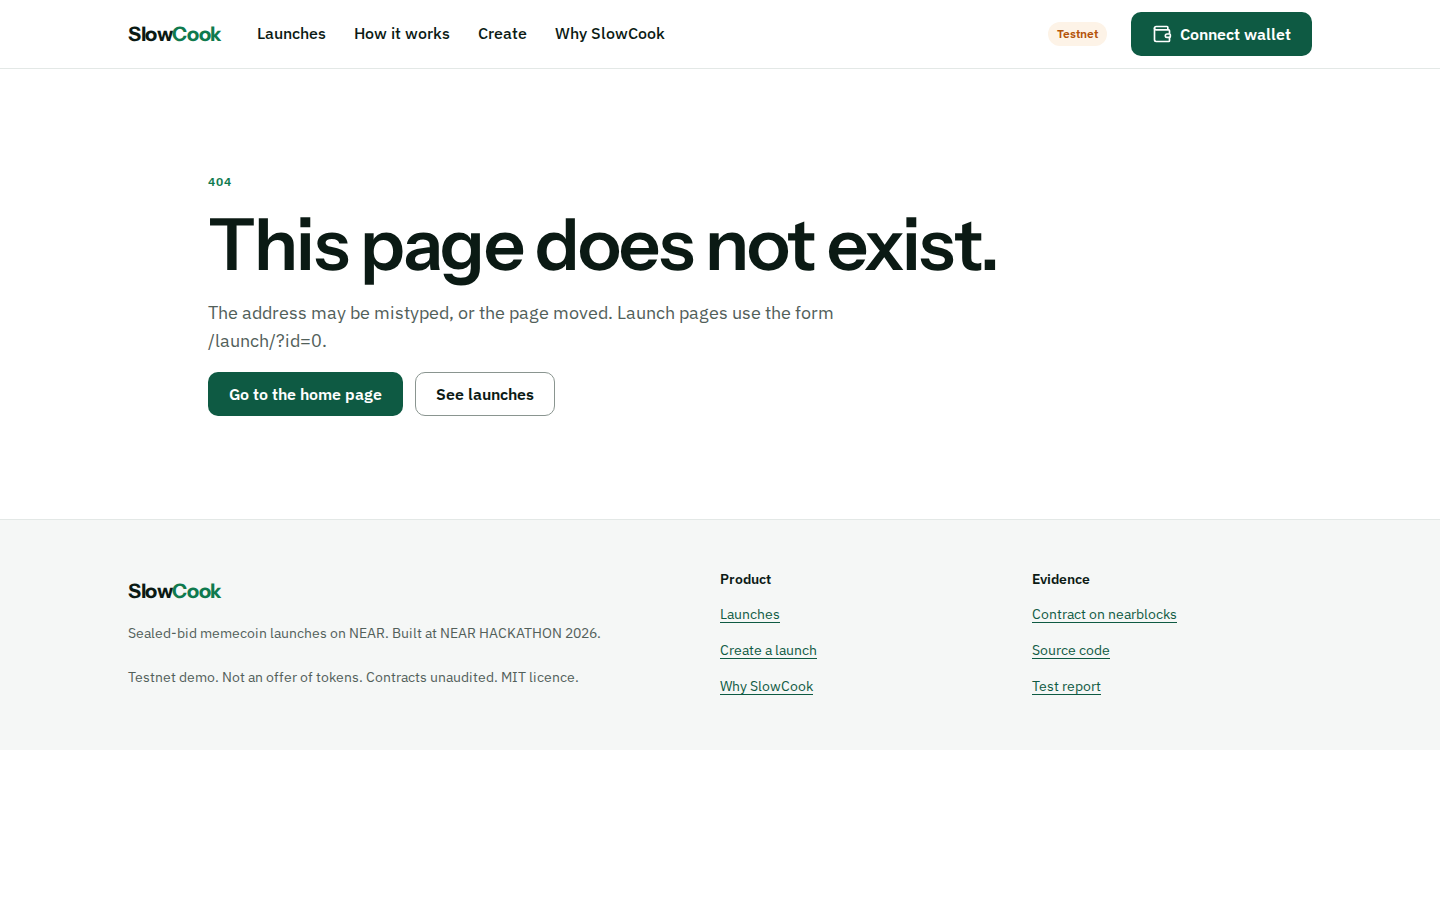 SlowCook Launches How it works Create Why SlowCook Testnet Connect wallet
404
This page does not exist.
The address may be mistyped, or the page moved. Launch pages use the form
/launch/?id=0.
Go to the home page See launches
SlowCook
Sealed-bid memecoin launches on NEAR. Built at NEAR HACKATHON 2026.
Testnet demo. Not an offer of tokens. Contracts unaudited. MIT licence.
Product
Launches
Create a launch
Why SlowCook
Evidence
Contract on nearblocks
Source code
Test report